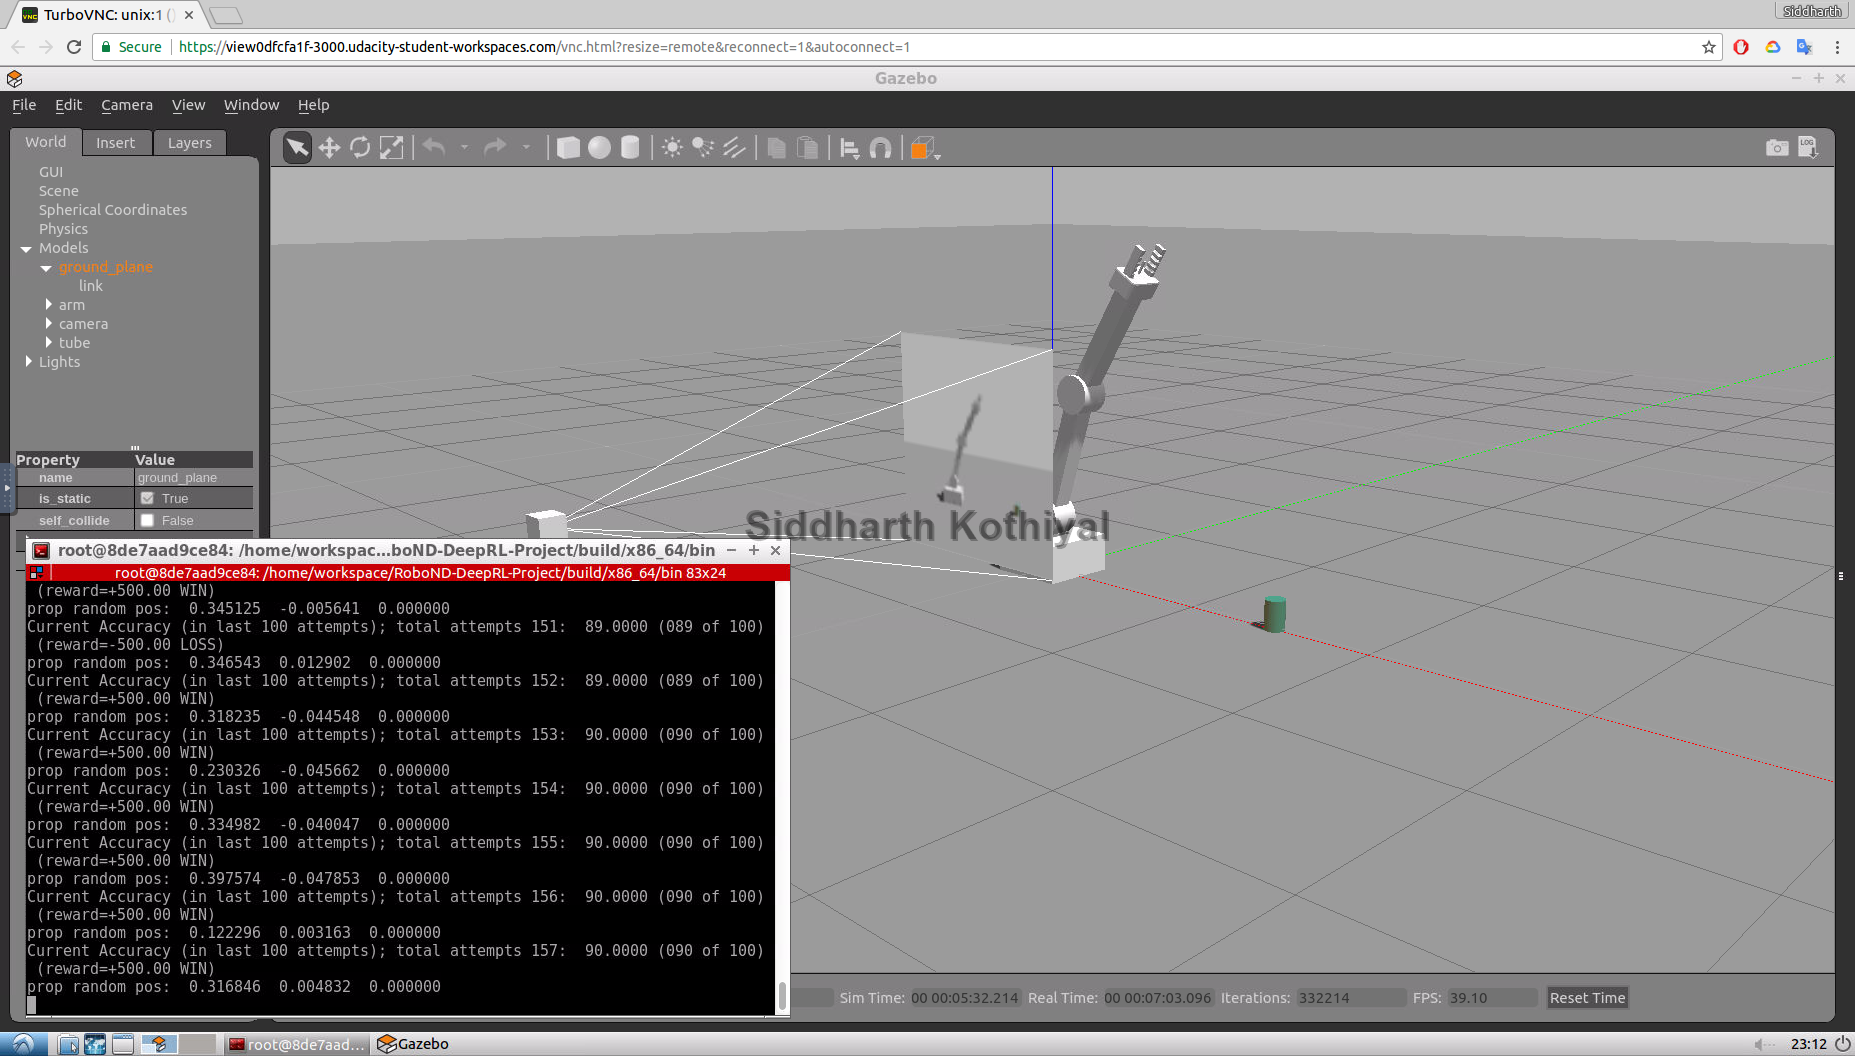 TurboVNC: unix:1 ()
Siddharth
Secure
https://view0dfcfa1f-3000.udacity-student-workspaces.com/vnc.html?resize=remote&reconnect=1&autoconnect=1
Gazebo
File Edit Camera View Window Help
World Insert Layers
LOG
GUI
Scene
Spherical Coordinates
Physics
Models
ground_plane
link
arm
camera
tube
Lights
Property Value
name ground_plane
is_static True
self_collide False
Siddharth Kothiyal
root@8de7aad9ce84: /home/workspac...boND-DeepRL-Project/build/x86_64/bin
root@8de7aad9ce84: /home/workspace/RoboND-DeepRL-Project/build/x86_64/bin 83x24
(reward=+500.00 WIN)
prop random pos:  0.345125  -0.005641  0.000000
Current Accuracy (in last 100 attempts); total attempts 151:  89.0000 (089 of 100)
(reward=-500.00 LOSS)
prop random pos:  0.346543  0.012902  0.000000
Current Accuracy (in last 100 attempts); total attempts 152:  89.0000 (089 of 100)
(reward=+500.00 WIN)
prop random pos:  0.318235  -0.044548  0.000000
Current Accuracy (in last 100 attempts); total attempts 153:  90.0000 (090 of 100)
(reward=+500.00 WIN)
prop random pos:  0.230326  -0.045662  0.000000
Current Accuracy (in last 100 attempts); total attempts 154:  90.0000 (090 of 100)
(reward=+500.00 WIN)
prop random pos:  0.334982  -0.040047  0.000000
Current Accuracy (in last 100 attempts); total attempts 155:  90.0000 (090 of 100)
(reward=+500.00 WIN)
prop random pos:  0.397574  -0.047853  0.000000
Current Accuracy (in last 100 attempts); total attempts 156:  90.0000 (090 of 100)
(reward=+500.00 WIN)
prop random pos:  0.122296  0.003163  0.000000
Current Accuracy (in last 100 attempts); total attempts 157:  90.0000 (090 of 100)
(reward=+500.00 WIN)
prop random pos:  0.316846  0.004832  0.000000
Sim Time: 00 00:05:32.214 Real Time: 00 00:07:03.096 Iterations: 332214 FPS: 39.10 Reset Time
root@8de7aad... Gazebo 23:12